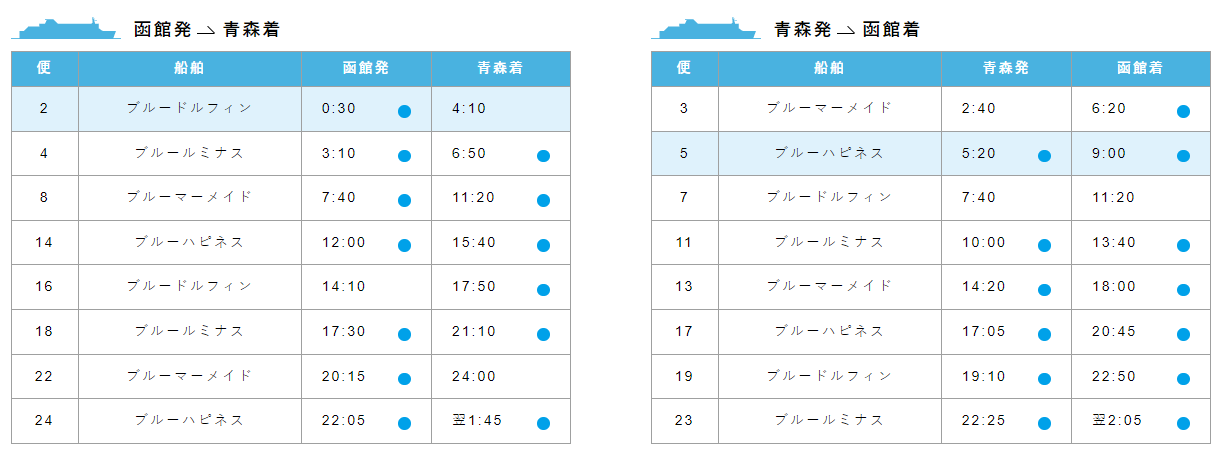 函館発 → 青森着
便 船舶 函館発 青森着
2 ブルードルフィン 0:30 ● 4:10
4 ブルールミナス 3:10 ● 6:50 ●
8 ブルーマーメイド 7:40 ● 11:20 ●
14 ブルーハピネス 12:00 ● 15:40 ●
16 ブルードルフィン 14:10 17:50 ●
18 ブルールミナス 17:30 ● 21:10 ●
22 ブルーマーメイド 20:15 ● 24:00
24 ブルーハピネス 22:05 ● 翌1:45 ●
青森発 → 函館着
便 船舶 青森発 函館着
3 ブルーマーメイド 2:40 6:20 ●
5 ブルーハピネス 5:20 ● 9:00 ●
7 ブルードルフィン 7:40 11:20
11 ブルールミナス 10:00 ● 13:40 ●
13 ブルーマーメイド 14:20 ● 18:00 ●
17 ブルーハピネス 17:05 ● 20:45 ●
19 ブルードルフィン 19:10 ● 22:50 ●
23 ブルールミナス 22:25 ● 翌2:05 ●